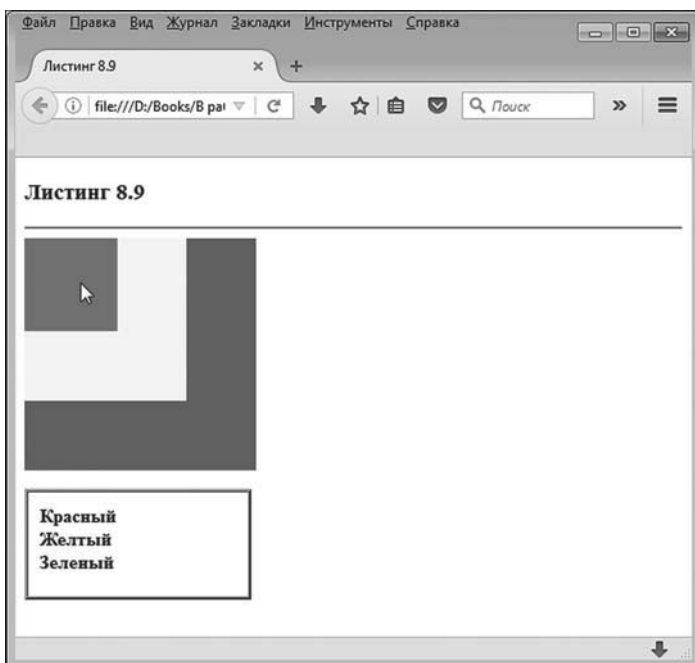 Файл Правка Вид Журнал Закладки Инструменты Справка
Листинг 8.9
file:///D:/Books/B
Поиск
Листинг 8.9
Красный
Желтый
Зеленый